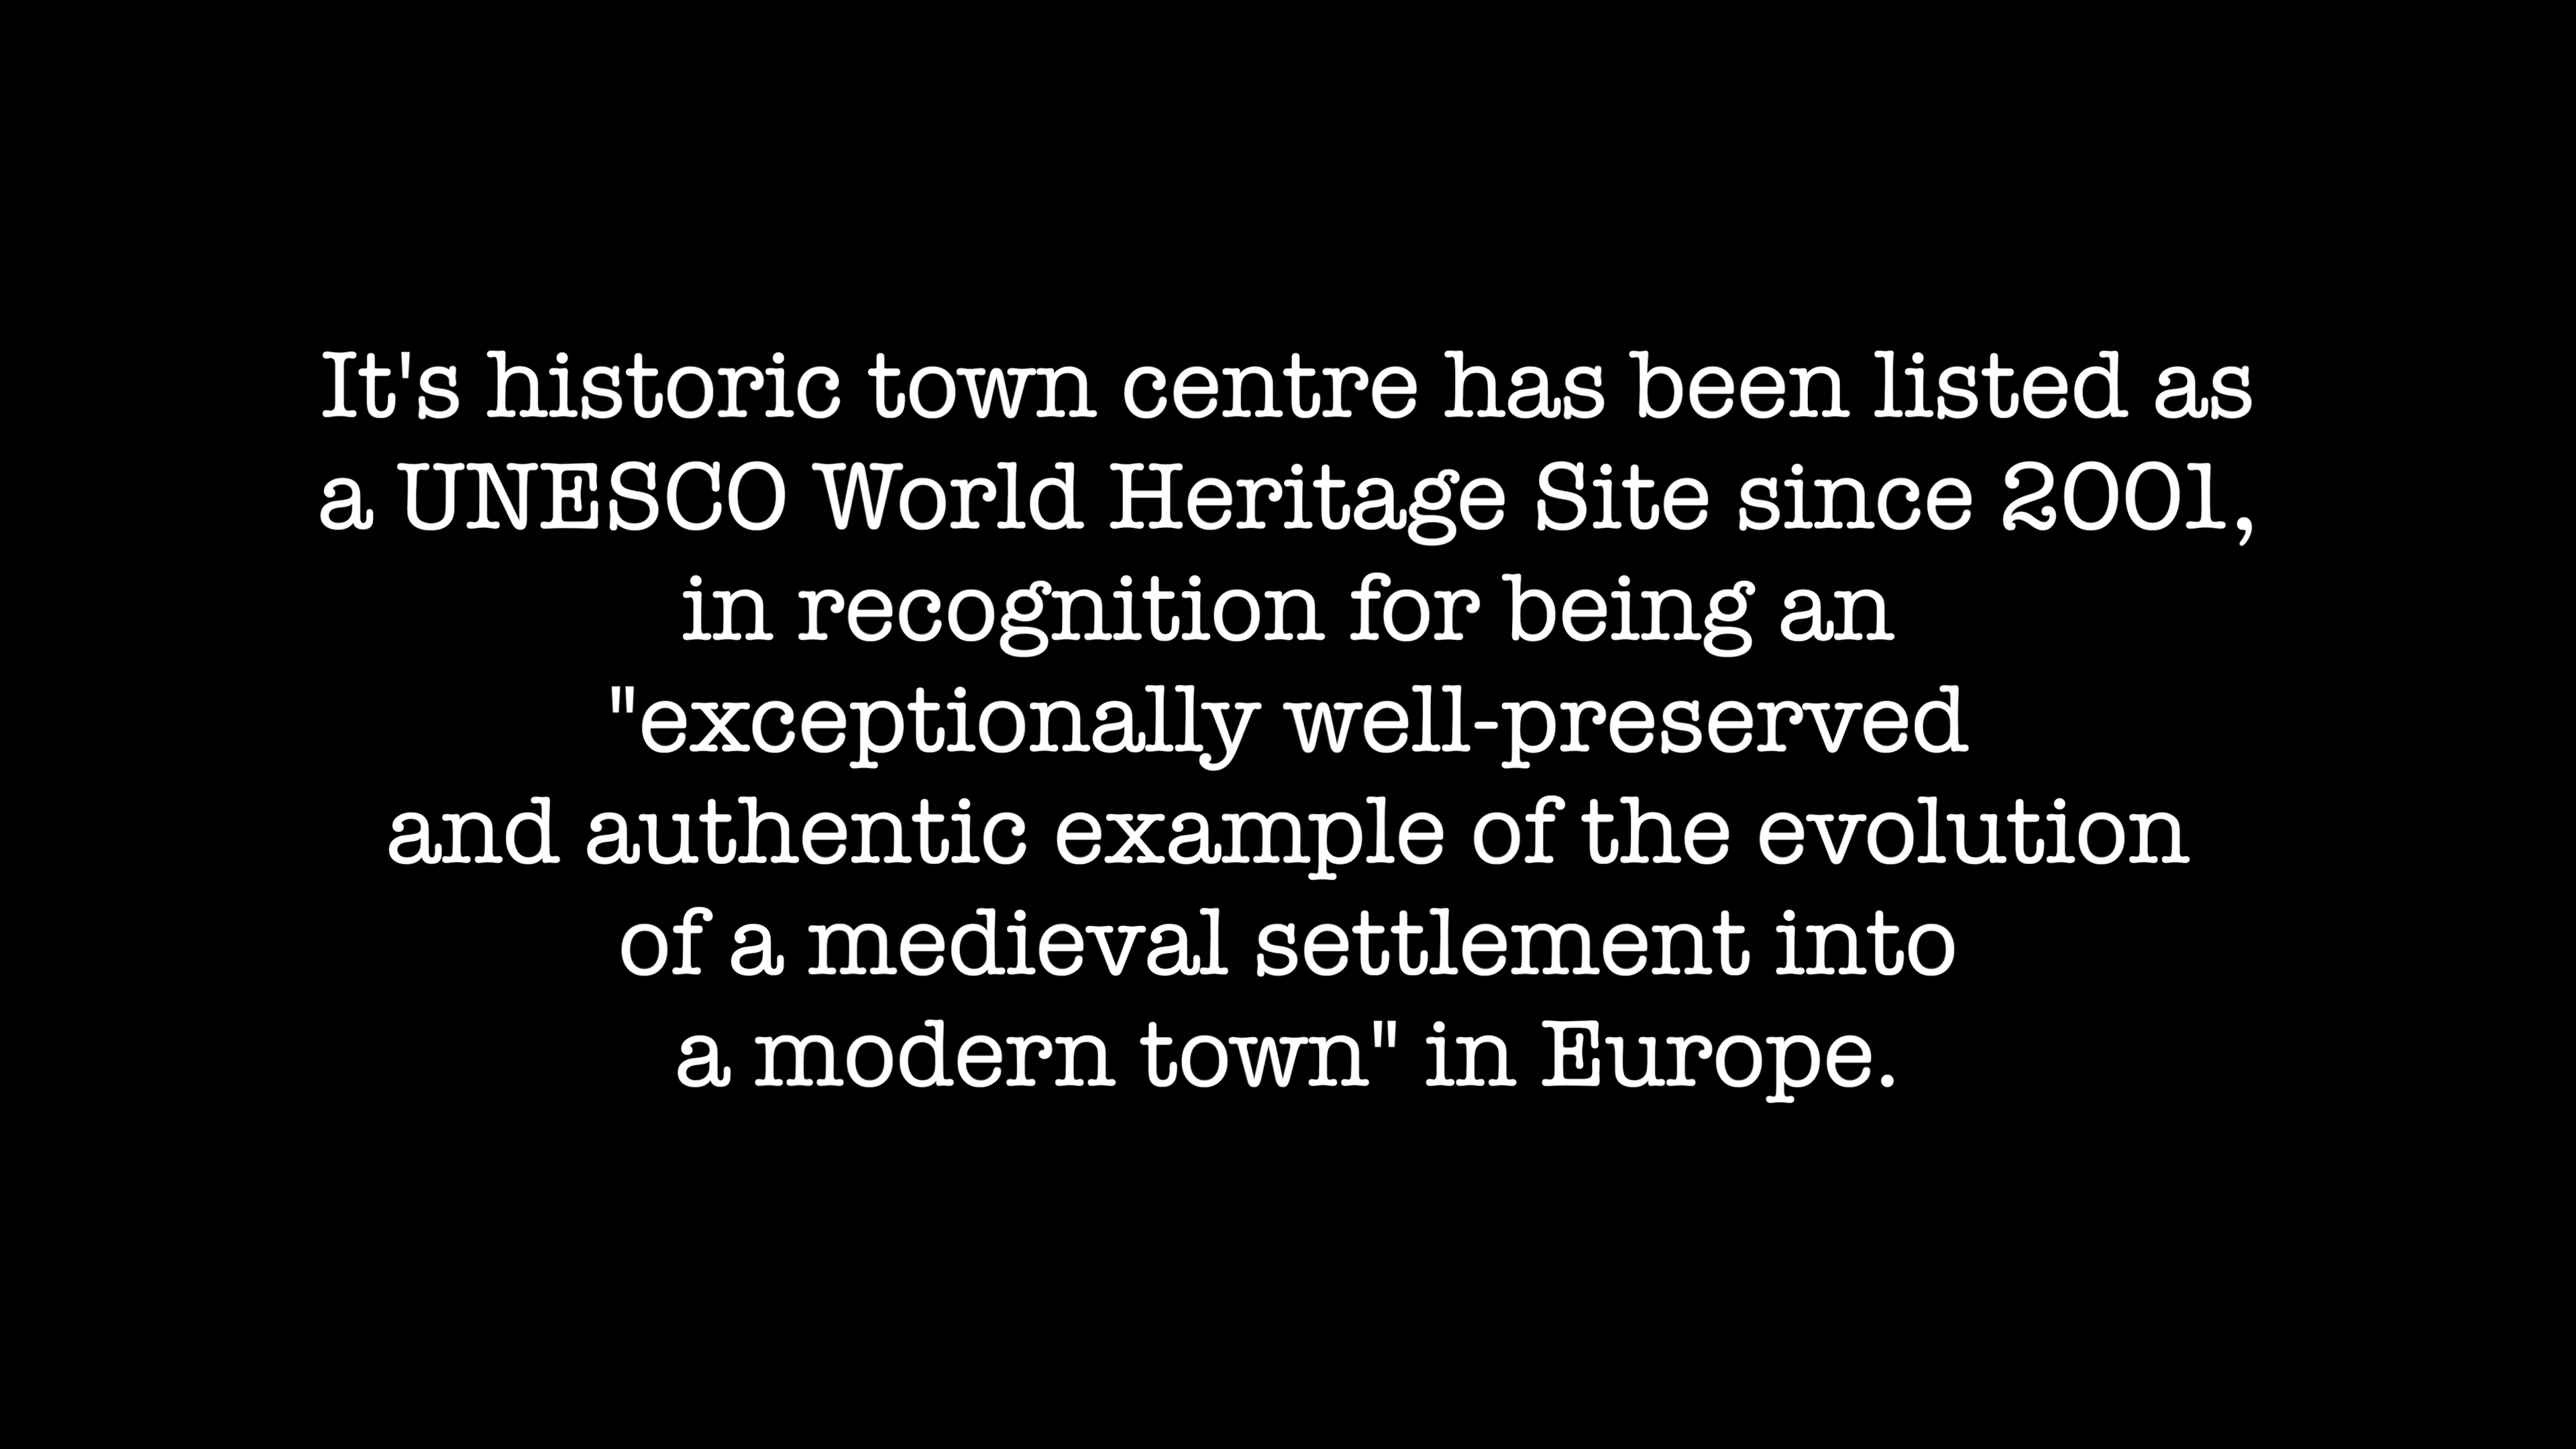 It's historic town centre has been listed as
a UNESCO World Heritage Site since 2001,
in recognition for being an
"exceptionally well-preserved
and authentic example of the evolution
of a medieval settlement into
a modern town" in Europe.